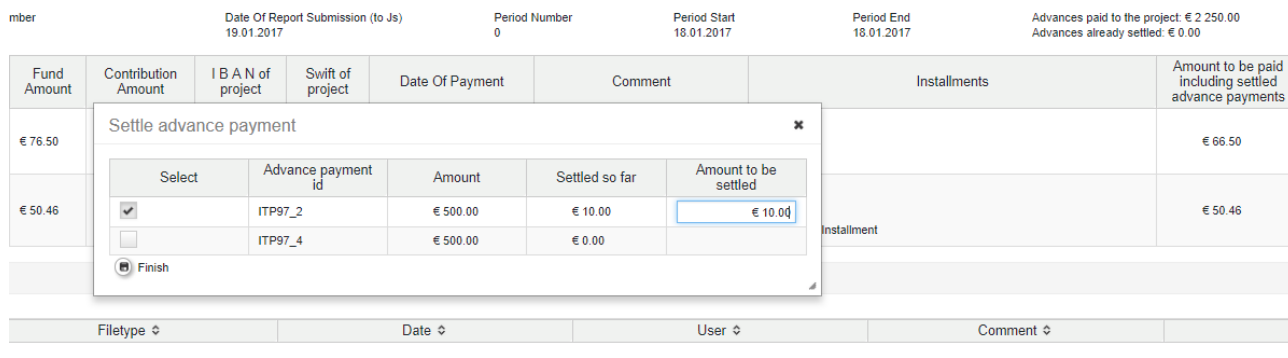 mber
Date Of Report Submission (to Js)
19.01.2017
Period Number
0
Period Start
18.01.2017
Period End
18.01.2017
Advances paid to the project: € 2 250.00
Advances already settled: € 0.00
Fund
Amount
Contribution
Amount
I B A N of
project
Swift of
project
Date Of Payment
Comment
Installments
Amount to be paid
including settled
advance payments
€ 76.50
€ 66.50
€ 50.46
Installment
€ 50.46
Settle advance payment
Select
Advance payment
id
Amount
Settled so far
Amount to be
settled
ITP97_2
€ 500.00
€ 10.00
€ 10.00
ITP97_4
€ 500.00
€ 0.00
Finish
Filetype
Date
User
Comment